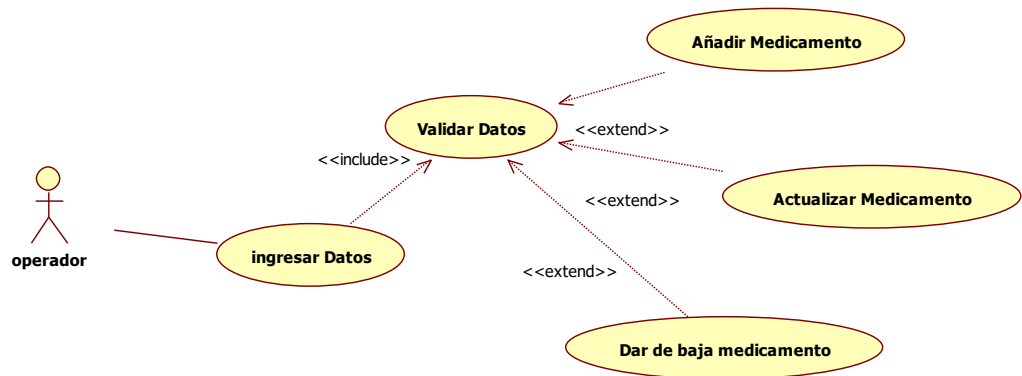 Añadir Medicamento
Validar Datos
<<extend>>
<<include>>
Actualizar Medicamento
<<extend>>
operador
ingresar Datos
<<extend>>
Dar de baja medicamento